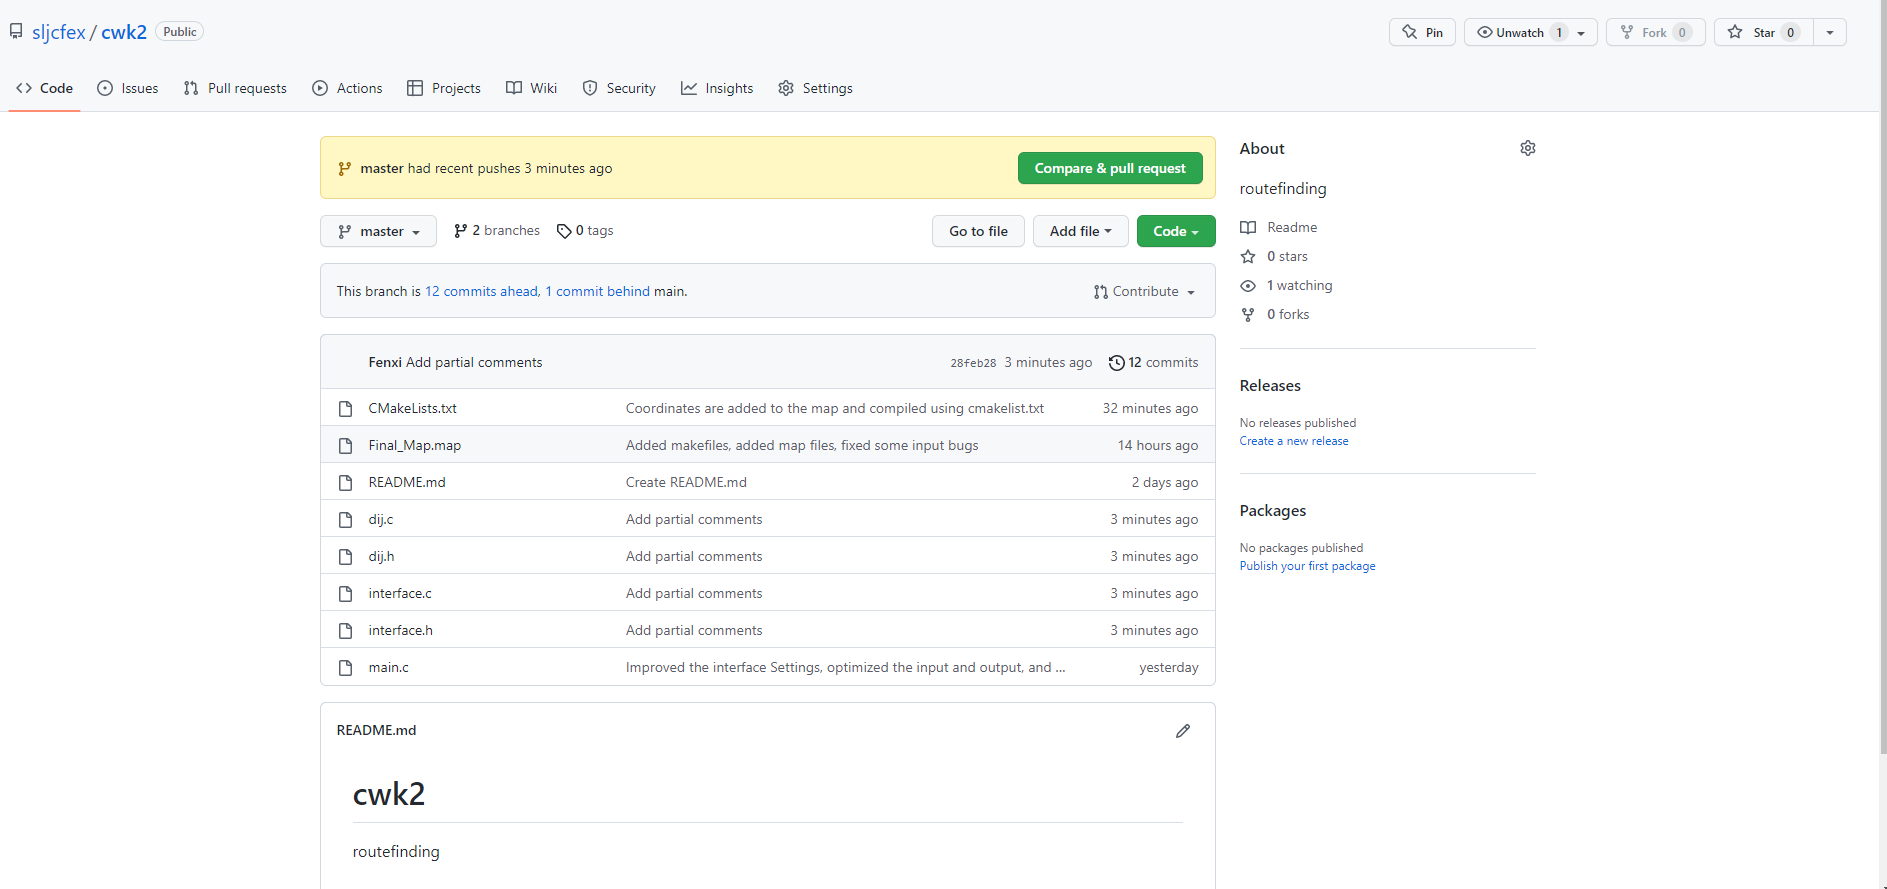 sljcfex / cwk2 Public
Pin
Unwatch 1
Fork 0
Star 0
Code
Issues
Pull requests
Actions
Projects
Wiki
Security
Insights
Settings
master had recent pushes 3 minutes ago
Compare & pull request
master
2 branches
0 tags
Go to file
Add file
Code
This branch is 12 commits ahead, 1 commit behind main.
Contribute
Fenxi Add partial comments 28feb28 3 minutes ago 12 commits
CMakeLists.txt Coordinates are added to the map and compiled using cmakelist.txt 32 minutes ago
Final_Map.map Added makefiles, added map files, fixed some input bugs 14 hours ago
README.md Create README.md 2 days ago
dij.c Add partial comments 3 minutes ago
dij.h Add partial comments 3 minutes ago
interface.c Add partial comments 3 minutes ago
interface.h Add partial comments 3 minutes ago
main.c Improved the interface Settings, optimized the input and output, and ... yesterday
README.md
cwk2
routefinding
About
routefinding
Readme
0 stars
1 watching
0 forks
Releases
No releases published
Create a new release
Packages
No packages published
Publish your first package